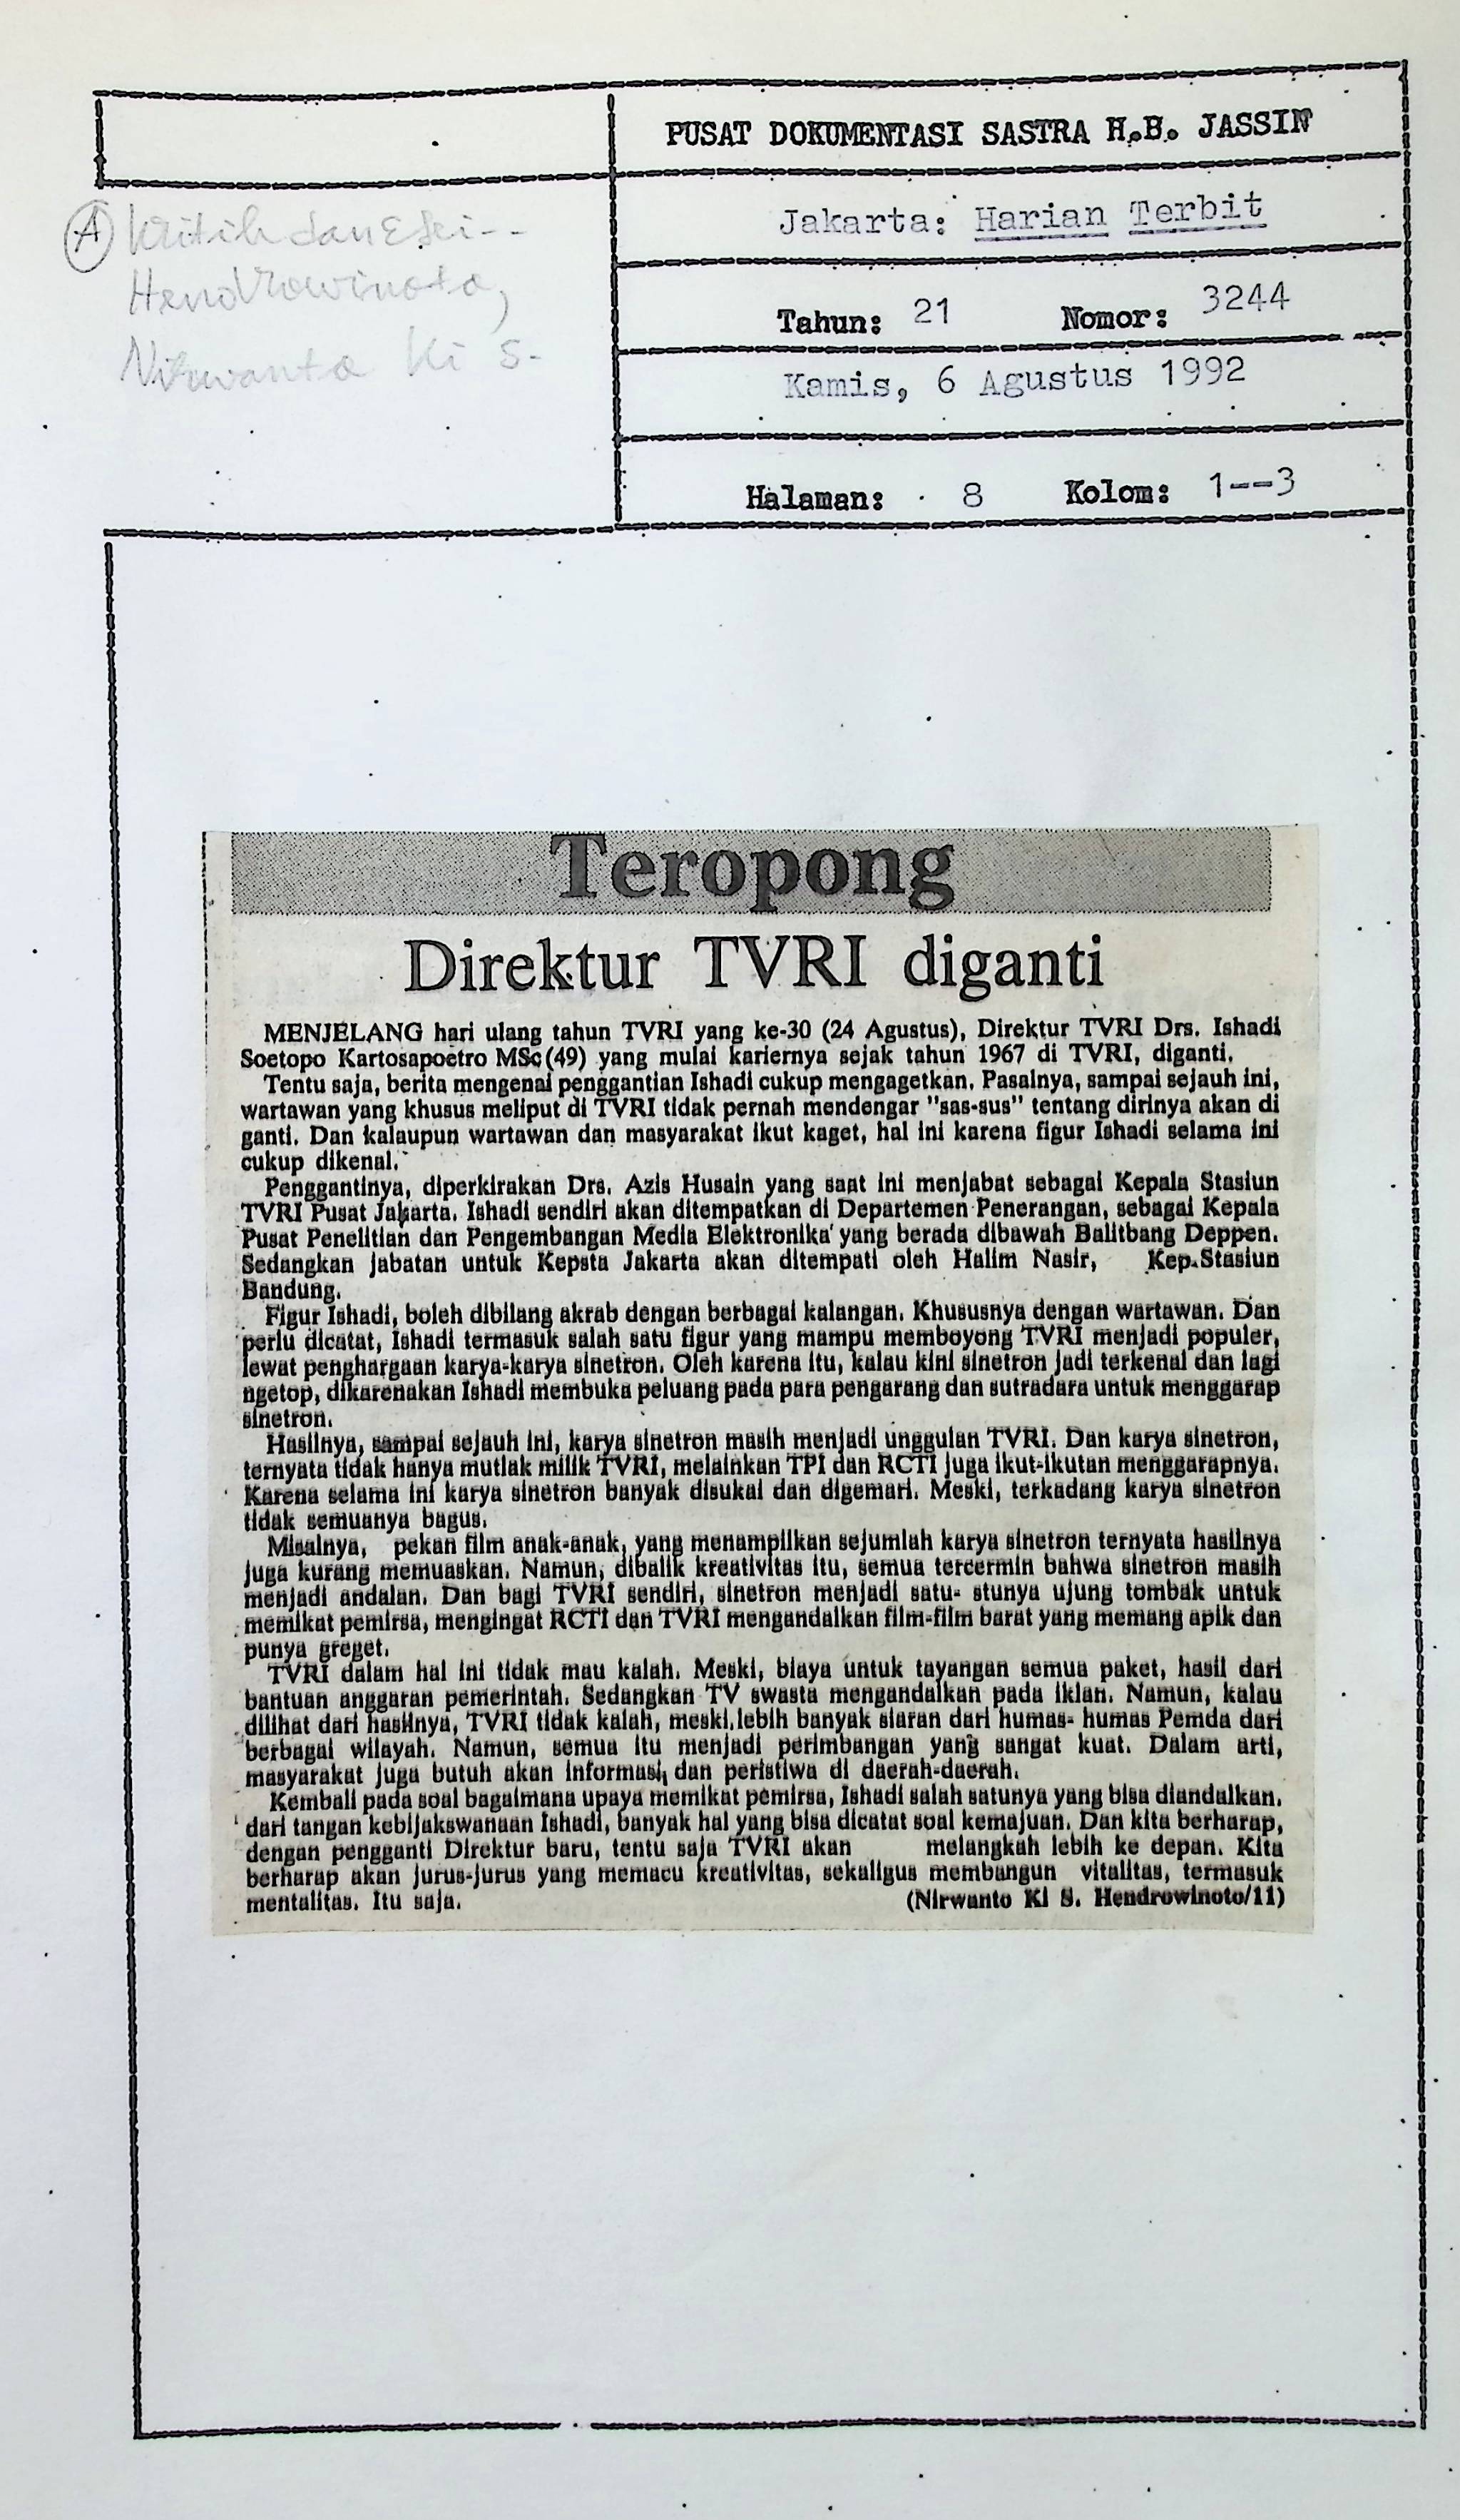 PUSAT DOKUMENTASI SASTRA H.B. JASSIN
Jakarta: Harian Terbit
Tahun: 21 Nomor: 3244
Kamis, 6 Agustus 1992
Halaman: 8 Kolom: 1--3
A Kritik dan Esei--
Hendrowinoto,
Nirwanto Ki S.
Teropong
Direktur TVRI diganti
MENJELANG hari ulang tahun TVRI yang ke-30 (24 Agustus), Direktur TVRI Drs. Ishadi
Soetopo Kartosapoetro MSc (49) yang mulai kariernya sejak tahun 1967 di TVRI, diganti.
Tentu saja, berita mengenai penggantian Ishadi cukup mengagetkan. Pasalnya, sampai sejauh ini,
wartawan yang khusus meliput di TVRI tidak pernah mendengar "sas-sus" tentang dirinya akan di
ganti. Dan kalaupun wartawan dan masyarakat ikut kaget, hal ini karena figur Ishadi selama ini
cukup dikenal.
Penggantinya, diperkirakan Drs. Azis Husain yang saat ini menjabat sebagai Kepala Stasiun
TVRI Pusat Jakarta. Ishadi sendiri akan ditempatkan di Departemen Penerangan, sebagai Kepala
Pusat Penelitian dan Pengembangan Media Elektronika yang berada dibawah Balitbang Deppen.
Sedangkan jabatan untuk Kepsta Jakarta akan ditempati oleh Halim Nasir, Kep.Stasiun
Bandung.
Figur Ishadi, boleh dibilang akrab dengan berbagai kalangan. Khususnya dengan wartawan. Dan
perlu dicatat, Ishadi termasuk salah satu figur yang mampu memboyong TVRI menjadi populer,
lewat penghargaan karya-karya sinetron. Oleh karena itu, kalau kini sinetron jadi terkenal dan lagi
ngetop, dikarenakan Ishadi membuka peluang pada para pengarang dan sutradara untuk menggarap
sinetron.
Hasilnya, sampai sejauh ini, karya sinetron masih menjadi unggulan TVRI. Dan karya sinetron,
ternyata tidak hanya mutlak milik TVRI, melainkan TPI dan RCTI juga ikut-ikutan menggarapnya.
Karena selama ini karya sinetron banyak disukai dan digemari. Meski, terkadang karya sinetron
tidak semuanya bagus.
Misalnya, pekan film anak-anak, yang menampilkan sejumlah karya sinetron ternyata hasilnya
juga kurang memuaskan. Namun, dibalik kreativitas itu, semua tercermin bahwa sinetron masih
menjadi andalan. Dan bagi TVRI sendiri, sinetron menjadi satu- stunya ujung tombak untuk
memikat pemirsa, mengingat RCTI dan TVRI mengandalkan film-film barat yang memang apik dan
punya greget.
TVRI dalam hal ini tidak mau kalah. Meski, biaya untuk tayangan semua paket, hasil dari
bantuan anggaran pemerintah. Sedangkan TV swasta mengandalkan pada iklan. Namun, kalau
dilihat dari hasilnya, TVRI tidak kalah, meski lebih banyak siaran dari humas- humas Pemda dari
berbagai wilayah. Namun, semua itu menjadi perimbangan yang sangat kuat. Dalam arti,
masyarakat juga butuh akan informasi, dan peristiwa di daerah-daerah.
Kembali pada soal bagaimana upaya memikat pemirsa, Ishadi salah satunya yang bisa diandalkan.
dari tangan kebijakswanaan Ishadi, banyak hal yang bisa dicatat soal kemajuan. Dan kita berharap,
dengan pengganti Direktur baru, tentu saja TVRI akan melangkah lebih ke depan. Kita
berharap akan jurus-jurus yang memacu kreativitas, sekaligus membangun vitalitas, termasuk
mentalitas. Itu saja. (Nirwanto Ki S. Hendrowinoto/11)